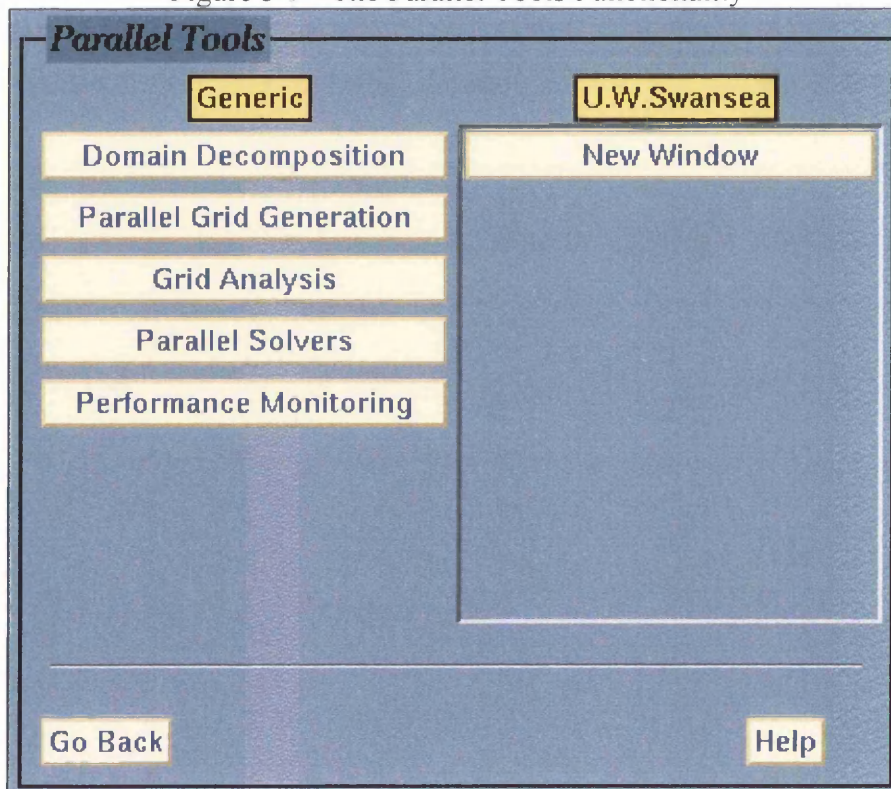 Parallel Tools
Generic
Domain Decomposition
Parallel Grid Generation
Grid Analysis
Parallel Solvers
Performance Monitoring
U.W.Swansea
New Window
Go Back
Help